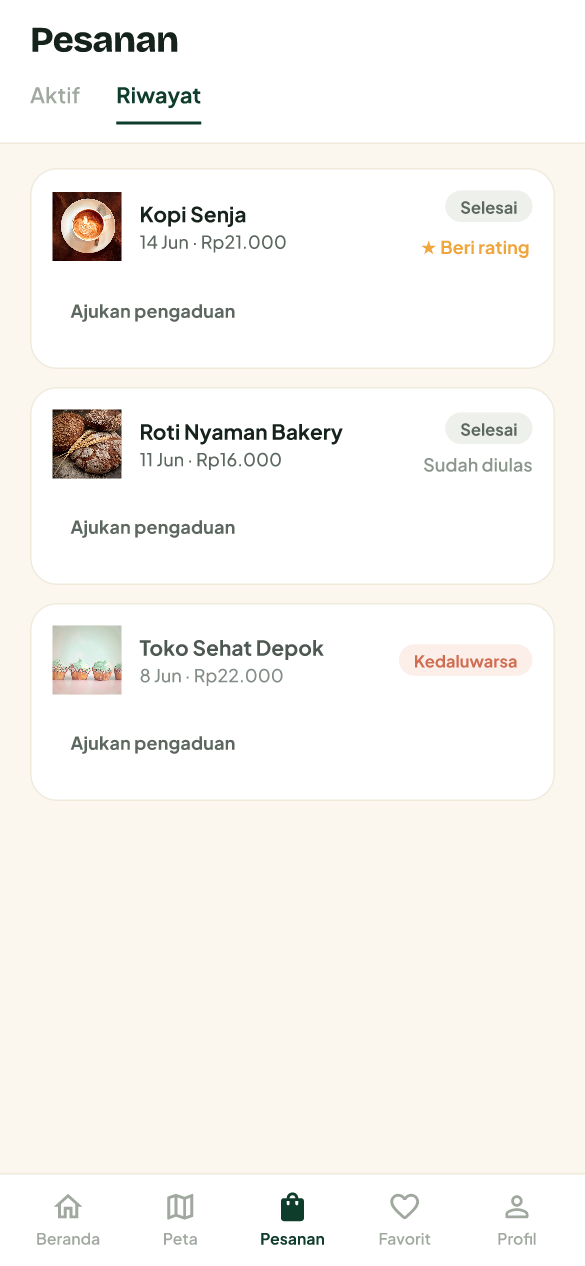 Pesanan
Aktif
Riwayat
Kopi Senja
Selesai
14 Jun · Rp21.000
★ Beri rating
Ajukan pengaduan
Roti Nyaman Bakery
Selesai
11 Jun · Rp16.000
Sudah diulas
Ajukan pengaduan
Toko Sehat Depok
Kedaluwarsa
8 Jun · Rp22.000
Ajukan pengaduan
Beranda
Peta
Pesanan
Favorit
Profil